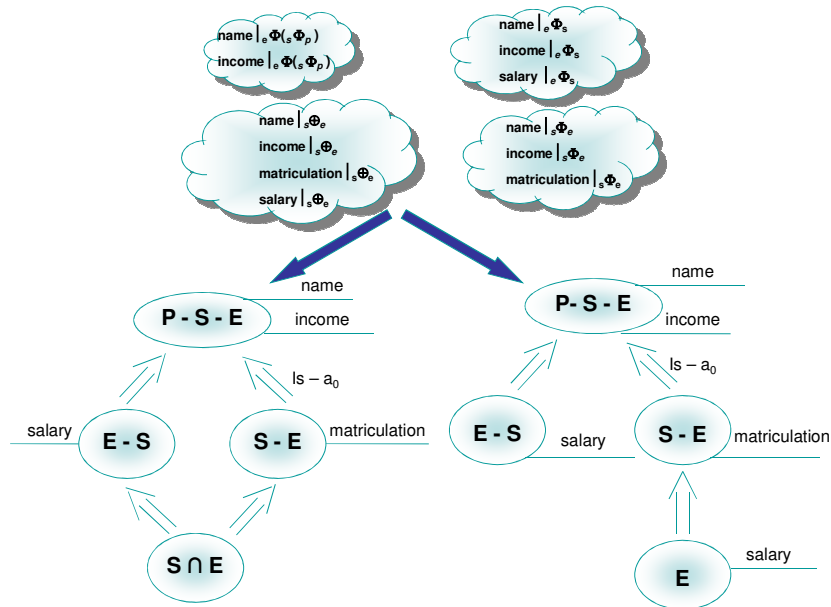 name|ₑΦ(ₛΦₚ)
income|ₑΦ(ₛΦₚ)
name|ₑΦₛ
income|ₑΦₛ
salary|ₑΦₛ
name|ₛ⊕ₑ
income|ₛ⊕ₑ
matriculation|ₛ⊕ₑ
salary|ₛ⊕ₑ
name|ₛΦₑ
income|ₛΦₑ
matriculation|ₛΦₑ
name
P - S - E
income
Is – a₀
salary
E - S
S - E
matriculation
S ∩ E
name
P- S - E
income
Is – a₀
E - S
salary
S - E
matriculation
E
salary